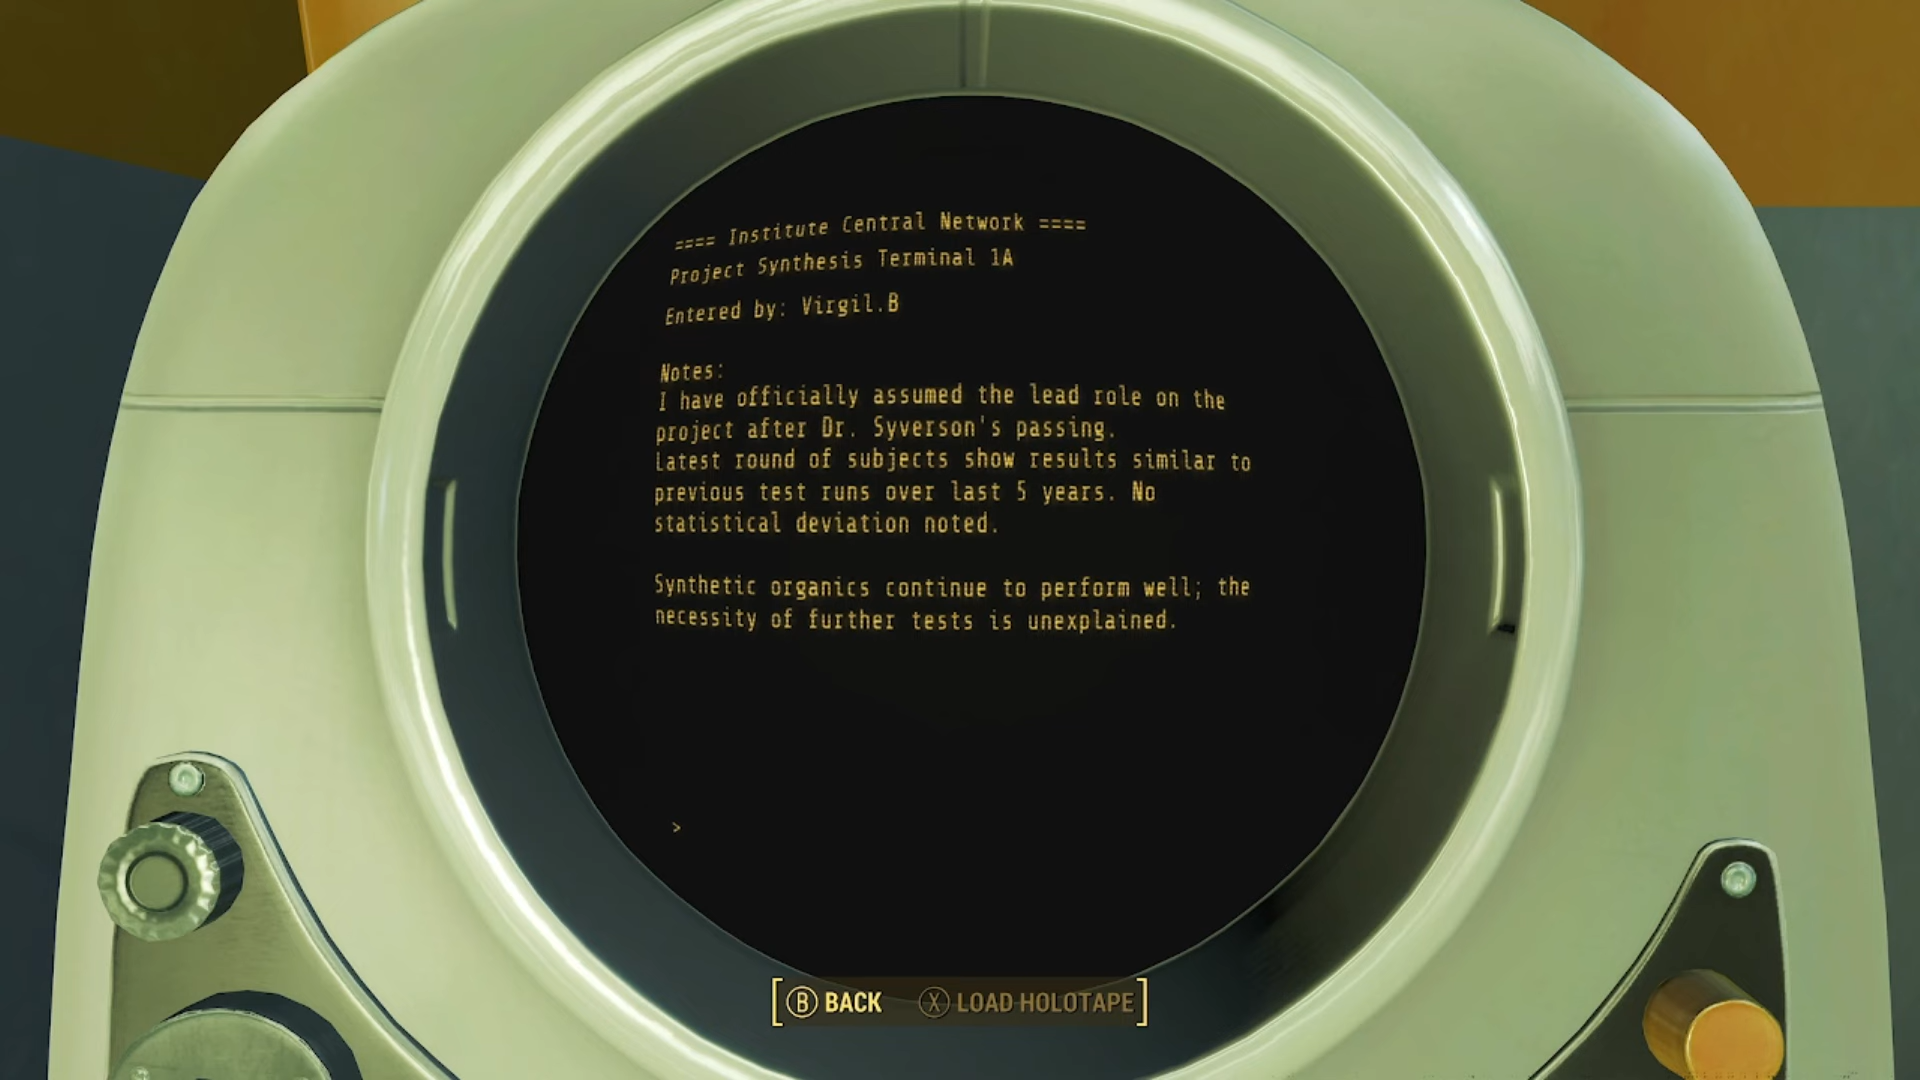 ==== Institute Central Network ====
Project Synthesis Terminal 1A
Entered by: Virgil.B
Notes:
I have officially assumed the lead role on the
project after Dr. Syverson's passing.
Latest round of subjects show results similar to
previous test runs over last 5 years. No
statistical deviation noted.
Synthetic organics continue to perform well; the
necessity of further tests is unexplained.
>
[ B BACK X LOAD HOLOTAPE ]